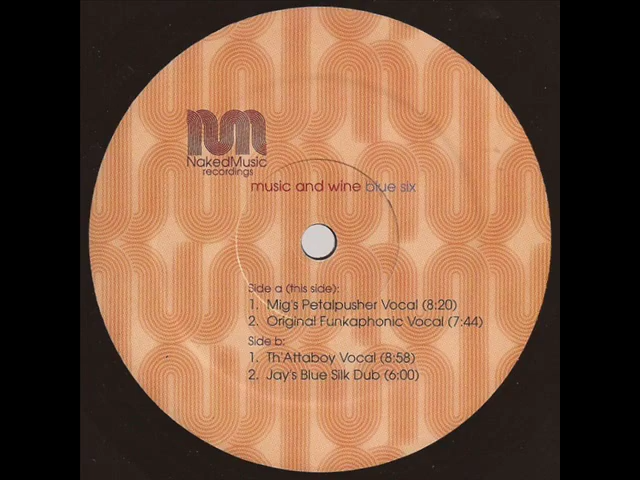 nm
NakedMusic
recordings
music and wine blue six
Side a (this side):
1. Mig's Petalpusher Vocal (8:20)
2. Original Funkaphonic Vocal (7:44)
Side b:
1. Th'Attaboy Vocal (8:58)
2. Jay's Blue Silk Dub (6:00)